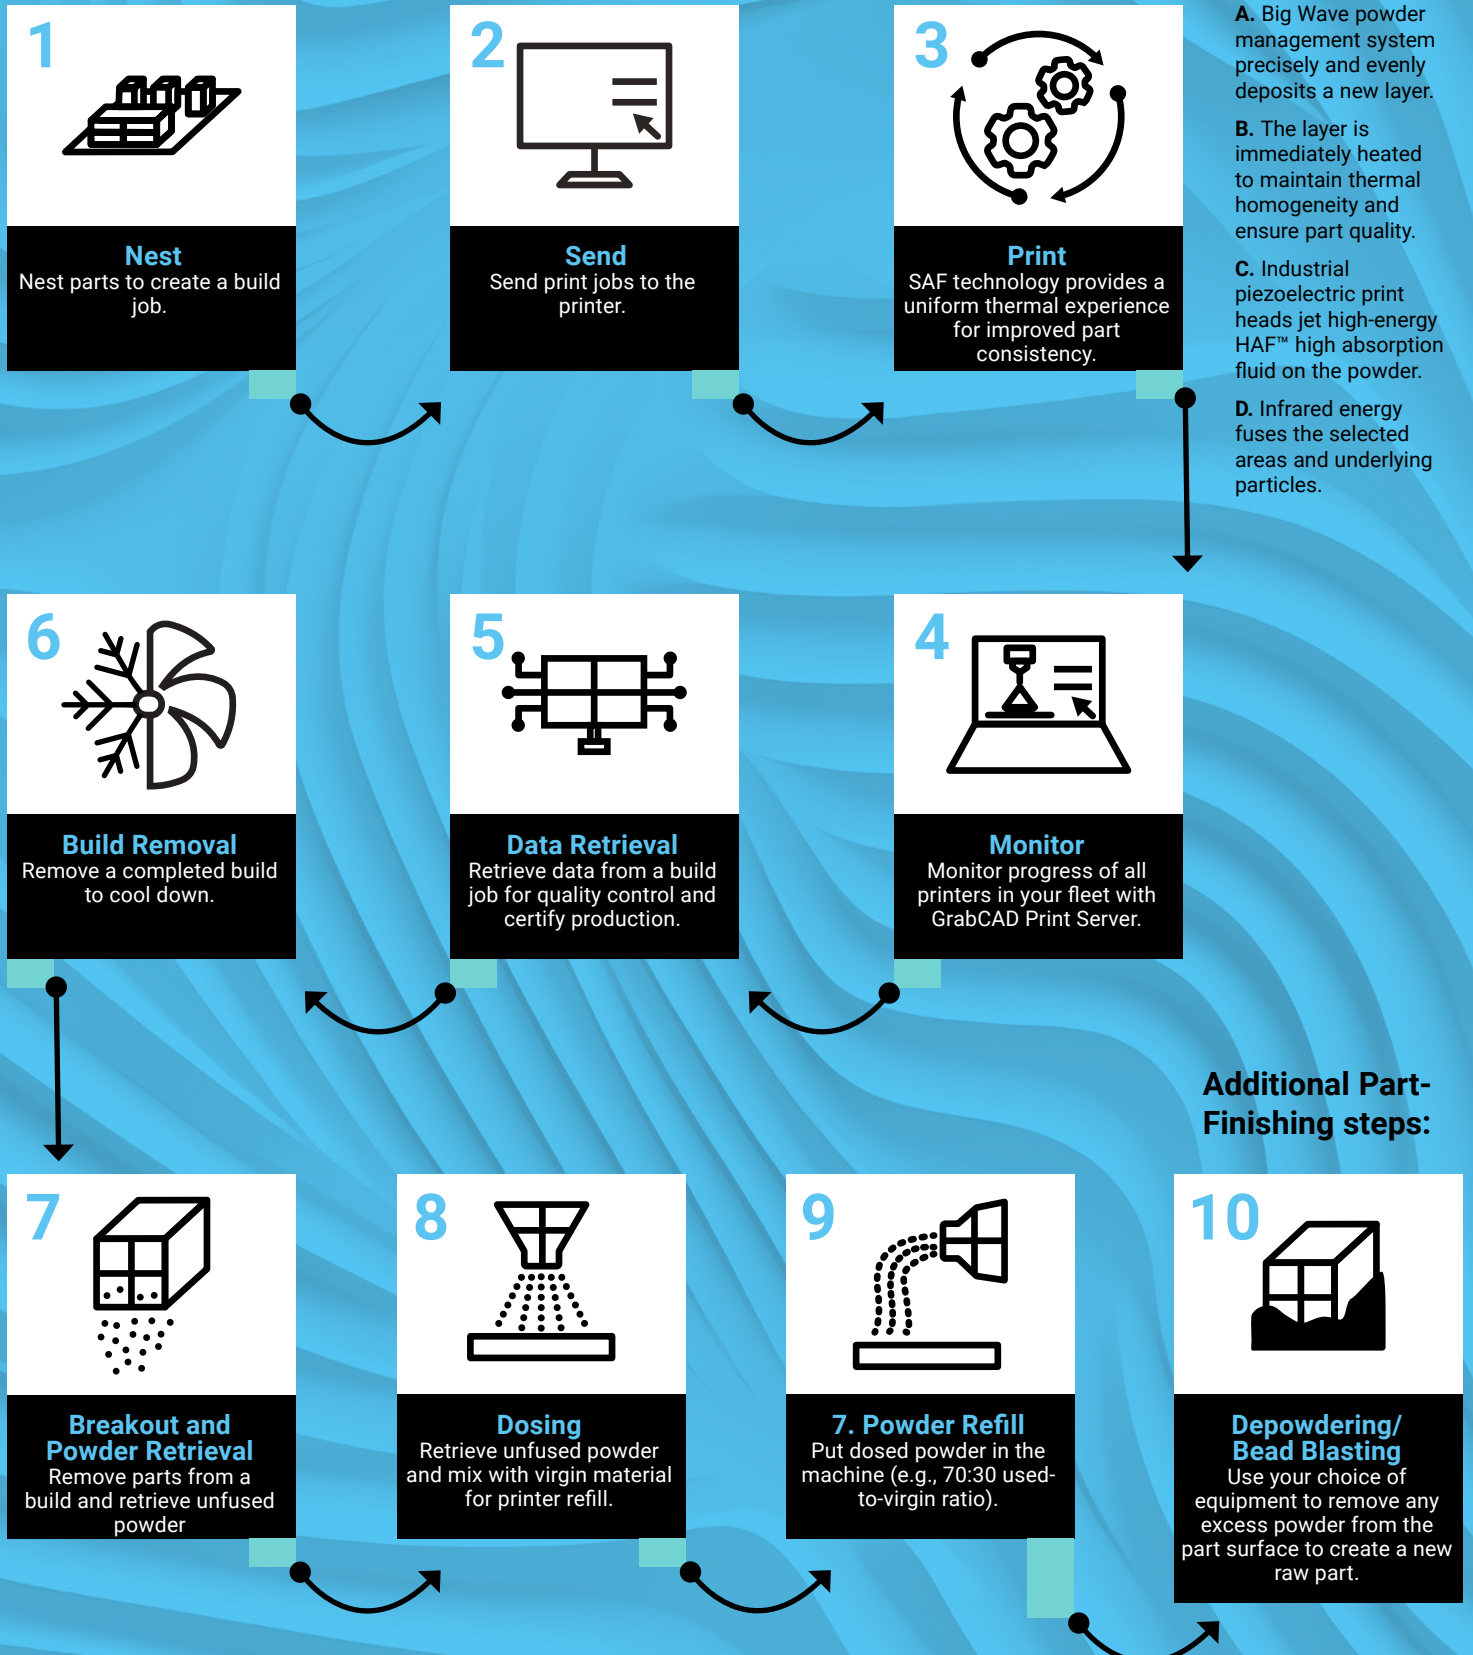 1
Nest
Nest parts to create a build
job.
2
Send
Send print jobs to the
printer.
3
Print
SAF technology provides a
uniform thermal experience
for improved part
consistency.
A. Big Wave powder
management system
precisely and evenly
deposits a new layer.
B. The layer is
immediately heated
to maintain thermal
homogeneity and
ensure part quality.
C. Industrial
piezoelectric print
heads jet high-energy
HAF™ high absorption
fluid on the powder.
D. Infrared energy
fuses the selected
areas and underlying
particles.
4
Monitor
Monitor progress of all
printers in your fleet with
GrabCAD Print Server.
5
Data Retrieval
Retrieve data from a build
job for quality control and
certify production.
6
Build Removal
Remove a completed build
to cool down.
7
Breakout and
Powder Retrieval
Remove parts from a
build and retrieve unfused
powder
8
Dosing
Retrieve unfused powder
and mix with virgin material
for printer refill.
9
7. Powder Refill
Put dosed powder in the
machine (e.g., 70:30 used-
to-virgin ratio).
Additional Part-
Finishing steps:
10
Depowdering/
Bead Blasting
Use your choice of
equipment to remove any
excess powder from the
part surface to create a new
raw part.